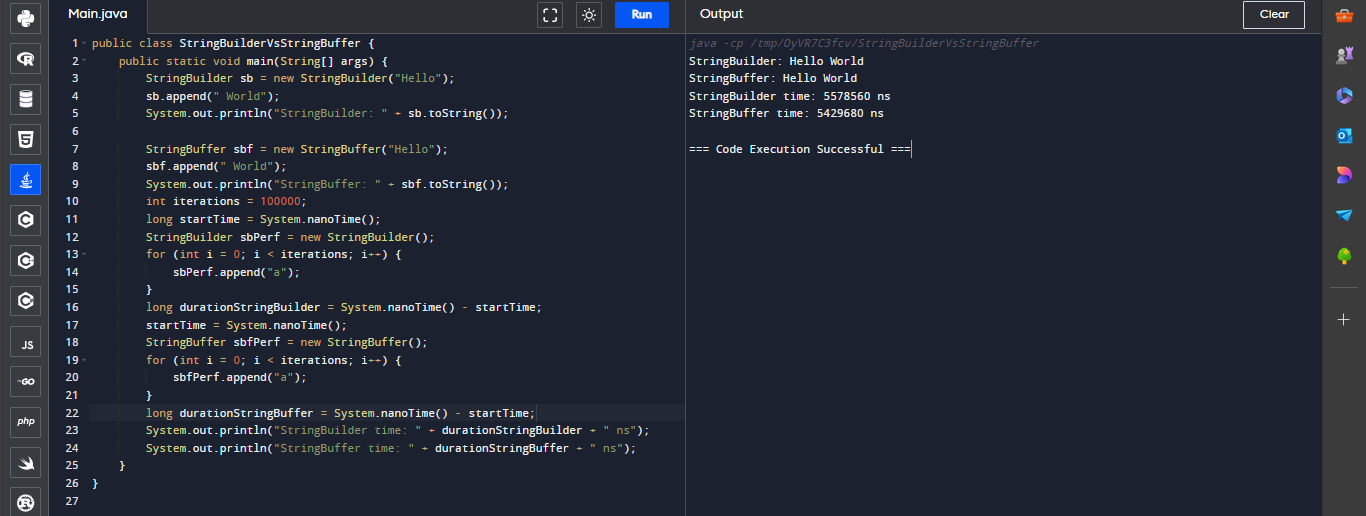 Main.java
Run
Output
Clear
1 public class StringBuilderVsStringBuffer {
2 public static void main(String[] args) {
3 StringBuilder sb = new StringBuilder("Hello");
4 sb.append(" World");
5 System.out.println("StringBuilder: " + sb.toString());
6
7 StringBuffer sbf = new StringBuffer("Hello");
8 sbf.append(" World");
9 System.out.println("StringBuffer: " + sbf.toString());
10 int iterations = 100000;
11 long startTime = System.nanoTime();
12 StringBuilder sbPerf = new StringBuilder();
13 for (int i = 0; i < iterations; i++) {
14 sbPerf.append("a");
15 }
16 long durationStringBuilder = System.nanoTime() - startTime;
17 startTime = System.nanoTime();
18 StringBuffer sbfPerf = new StringBuffer();
19 for (int i = 0; i < iterations; i++) {
20 sbfPerf.append("a");
21 }
22 long durationStringBuffer = System.nanoTime() - startTime;
23 System.out.println("StringBuilder time: " + durationStringBuilder + " ns");
24 System.out.println("StringBuffer time: " + durationStringBuffer + " ns");
25 }
26 }
27
java -cp /tmp/OyVR7C3fcv/StringBuilderVsStringBuffer
StringBuilder: Hello World
StringBuffer: Hello World
StringBuilder time: 5578560 ns
StringBuffer time: 5429680 ns
=== Code Execution Successful ===
R
5
C
C
C
JS
GO
php
R